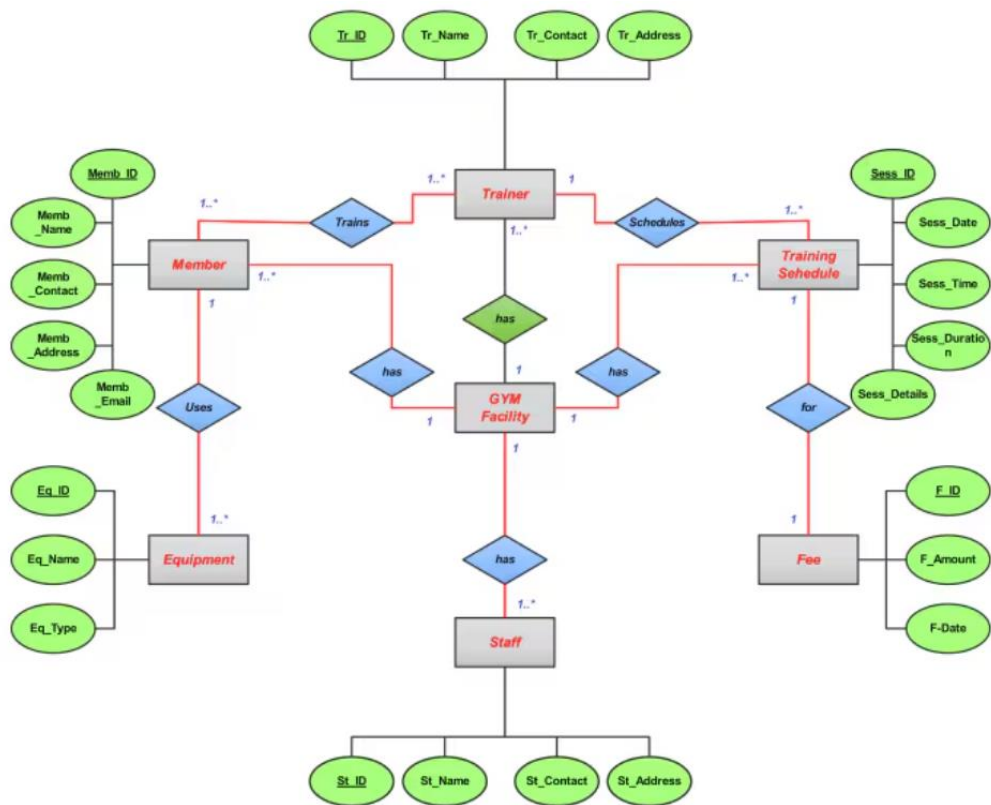 Tr_ID
Tr_Name
Tr_Contact
Tr_Address
Memb_ID
1..*
Trainer
1
Sess_ID
1..*
Trains
1..*
Schedules
1..*
Memb
_Name
Sess_Date
Member
1..*
1..*
Training
Sehedule
Memb
_Contact
1
1
Sess_Time
has
Memb
_Address
Sess_Duratio
n
has
1
has
Memb
_Email
Uses
GYM
Facility
for
Sess_Details
1
1
1
Eq_ID
F_ID
1..*
1
Eq_Name
Equipment
has
Fee
F_Amount
1..*
Eq_Type
Staff
F-Date
St_ID
St_Name
St_Contact
St_Address